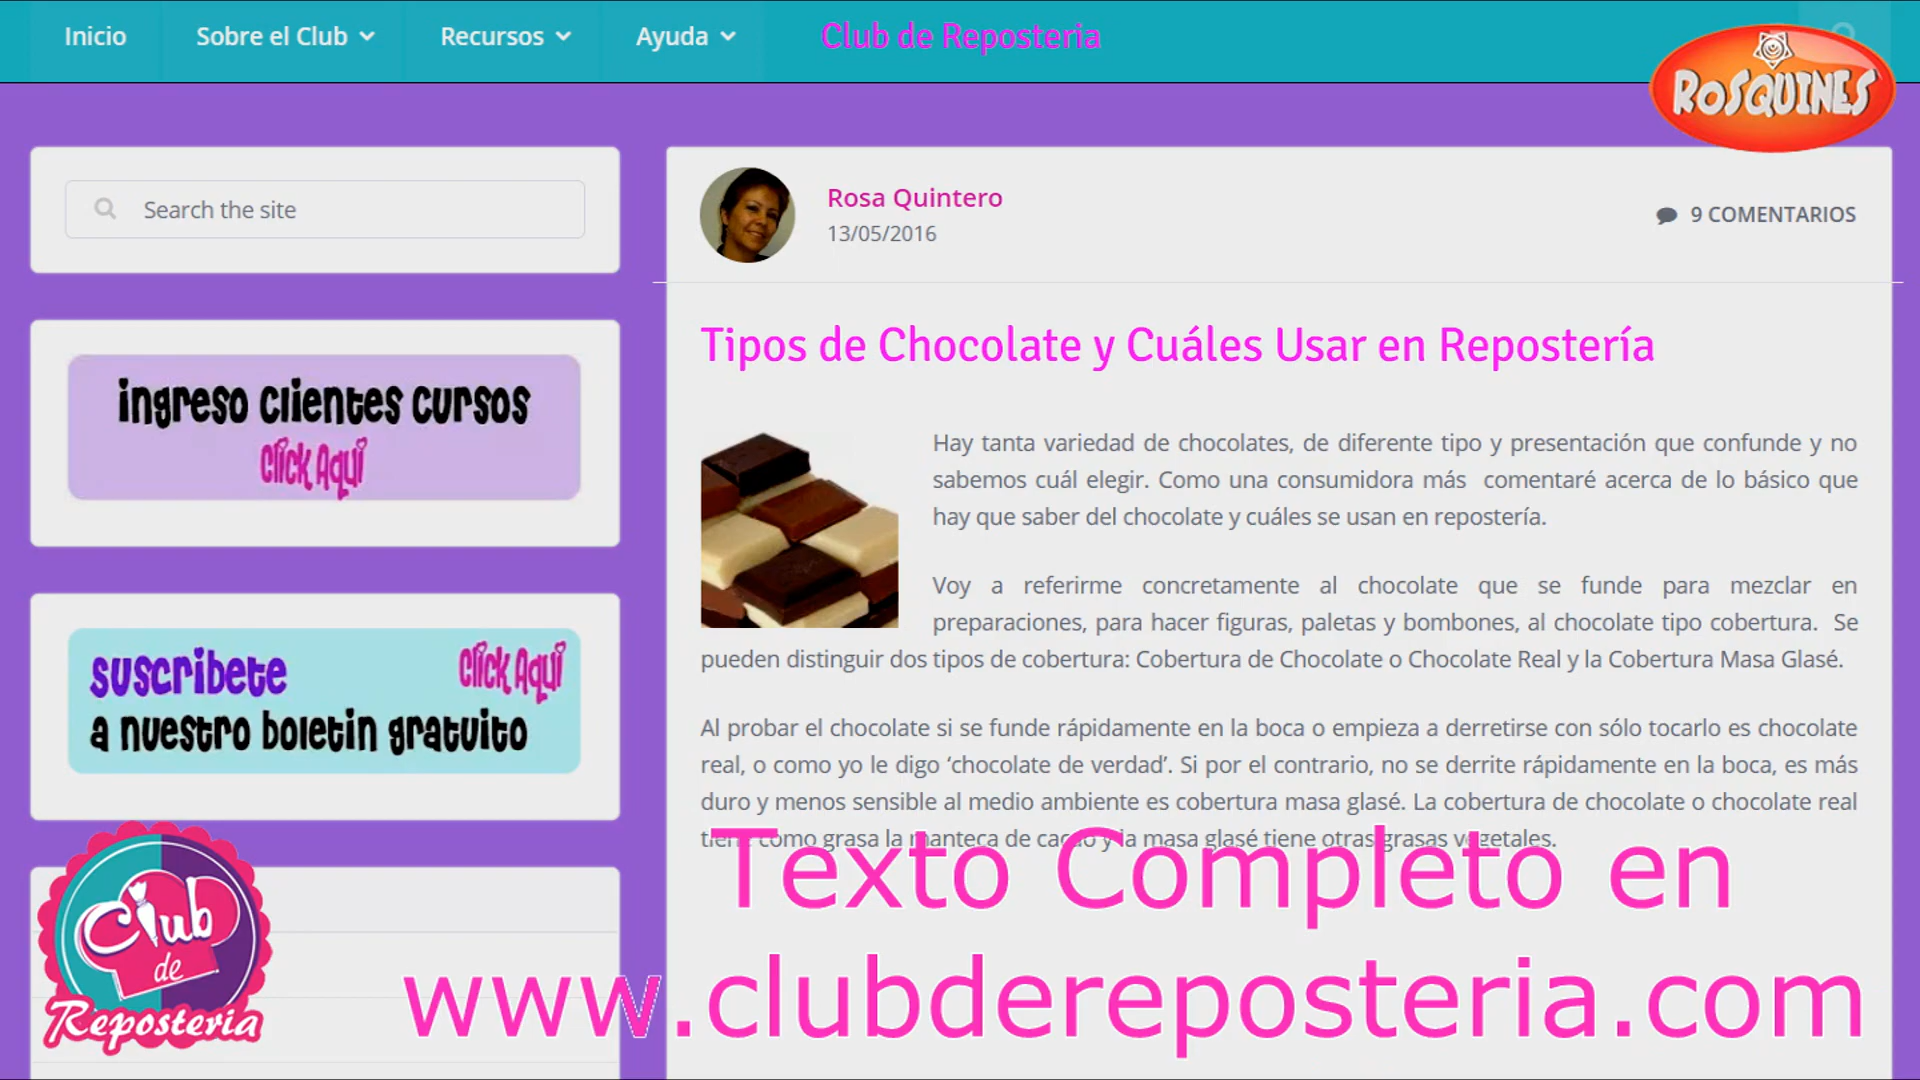 Inicio
Sobre el Club
Recursos
Ayuda
Club de Reposteria
ROSQUINES
Search the site
ingreso clientes cursos
Click Aqui
suscribete
Click Aqui
a nuestro boletin gratuito
Club
de
Reposteria
Rosa Quintero
13/05/2016
9 COMENTARIOS
Tipos de Chocolate y Cuáles Usar en Repostería
Hay tanta variedad de chocolates, de diferente tipo y presentación que confunde y no
sabemos cuál elegir. Como una consumidora más comentaré acerca de lo básico que
hay que saber del chocolate y cuáles se usan en repostería.
Voy a referirme concretamente al chocolate que se funde para mezclar en
preparaciones, para hacer figuras, paletas y bombones, al chocolate tipo cobertura. Se
pueden distinguir dos tipos de cobertura: Cobertura de Chocolate o Chocolate Real y la Cobertura Masa Glasé.
Al probar el chocolate si se funde rápidamente en la boca o empieza a derretirse con sólo tocarlo es chocolate
real, o como yo le digo ‘chocolate de verdad’. Si por el contrario, no se derrite rápidamente en la boca, es más
duro y menos sensible al medio ambiente es cobertura masa glasé. La cobertura de chocolate o chocolate real
tiene como grasa la manteca de cacao y la masa glasé tiene otras grasas vegetales.
Texto Completo en
www.clubdereposteria.com